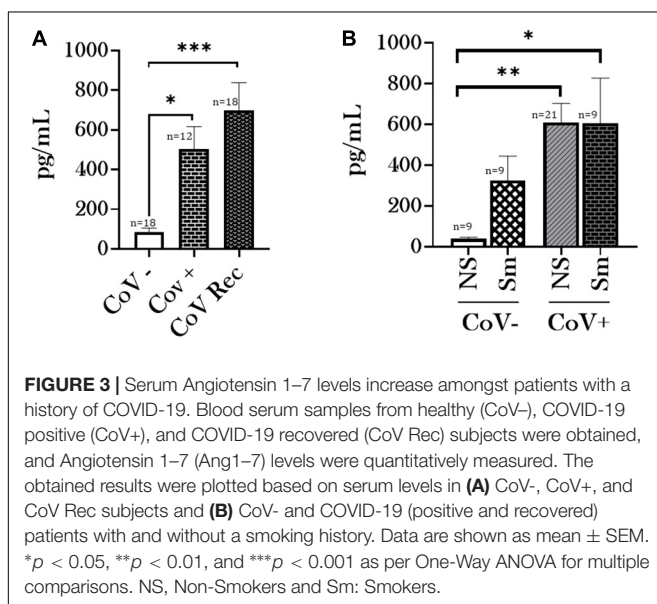 A
B
***
*
1000
800
600
400
200
0
pg/mL
n=18
n=12
n=18
CoV -
Cov +
CoV Rec
*
**
1000
800
600
400
200
0
pg/mL
n=9
n=9
n=21
n=9
NS
Sm
NS
Sm
CoV-
CoV+
FIGURE 3 | Serum Angiotensin 1–7 levels increase amongst patients with a
history of COVID-19. Blood serum samples from healthy (CoV–), COVID-19
positive (CoV+), and COVID-19 recovered (CoV Rec) subjects were obtained,
and Angiotensin 1–7 (Ang1–7) levels were quantitatively measured. The
obtained results were plotted based on serum levels in (A) CoV-, CoV+, and
CoV Rec subjects and (B) CoV- and COVID-19 (positive and recovered)
patients with and without a smoking history. Data are shown as mean ± SEM.
*p < 0.05, **p < 0.01, and ***p < 0.001 as per One-Way ANOVA for multiple
comparisons. NS, Non-Smokers and Sm: Smokers.